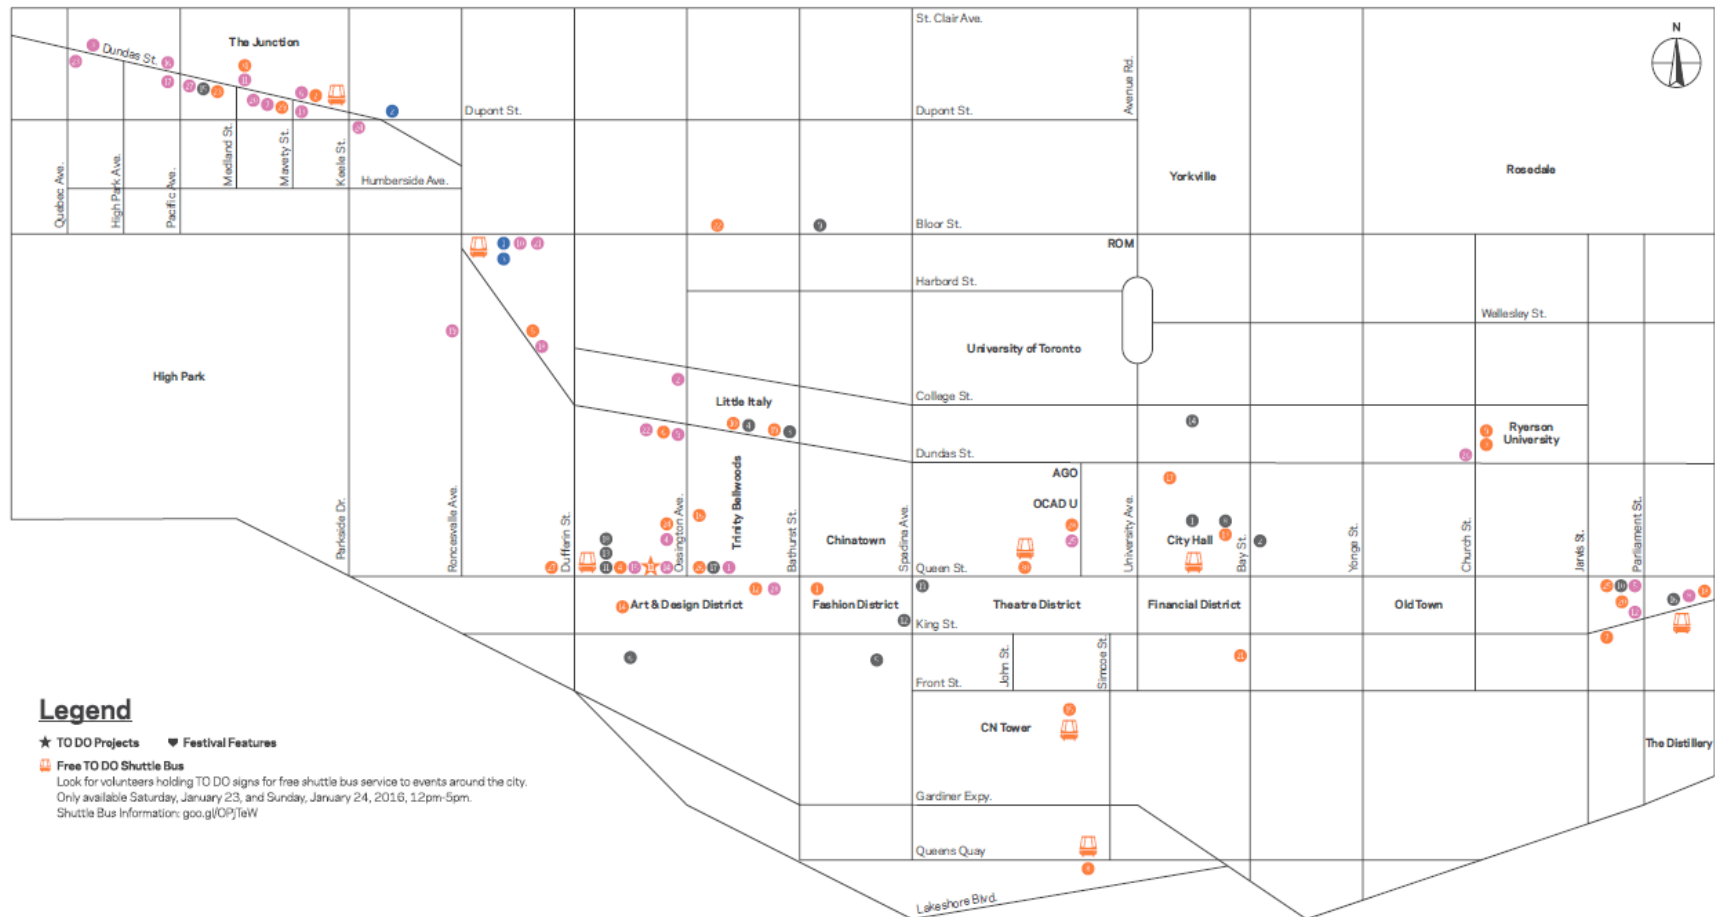 St. Clair Ave.
N
The Junction
Dundas St.
Avenue Rd.
Dupont St.
Dupont St.
Quebec Ave.
High Park Ave.
Pacific Ave.
Medland St.
Mavety St.
Keele St.
Humberside Ave.
Yorkville
Rosedale
Bloor St.
ROM
Harbord St.
Wellesley St.
University of Toronto
High Park
College St.
Little Italy
Ryerson
University
Dundas St.
AGO
OCAD U
Parkside Dr.
Roncesvalle Ave.
Dufferin St.
Ossington Ave.
Trinity Bellwoods
Bathurst St.
Chinatown
Spadina Ave.
University Ave.
City Hall
Bay St.
Yonge St.
Church St.
Jarvis St.
Parliament St.
Queen St.
Art & Design District
Fashion District
Theatre District
Financial District
Old Town
King St.
John St.
Simcoe St.
Front St.
CN Tower
The Distillery
Gardiner Expy.
Queens Quay
Lakeshore Blvd.
Legend
TO DO Projects Festival Features
Free TO DO Shuttle Bus
Look for volunteers holding TO DO signs for free shuttle bus service to events around the city.
Only available Saturday, January 23, and Sunday, January 24, 2016, 12pm-5pm.
Shuttle Bus Information: goo.gl/OPjTeW